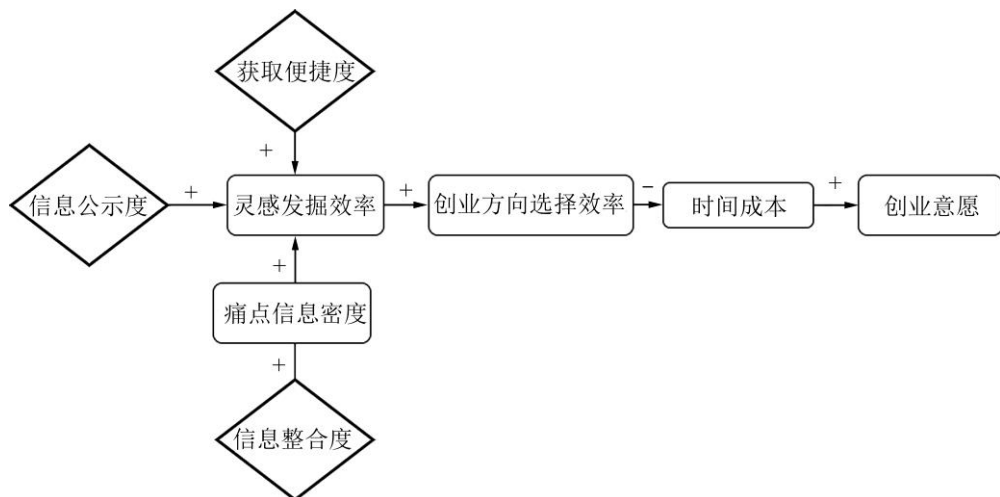 获取便捷度
+
信息公示度
+
灵感发掘效率
+
创业方向选择效率
-
时间成本
+
创业意愿
+
痛点信息密度
+
信息整合度